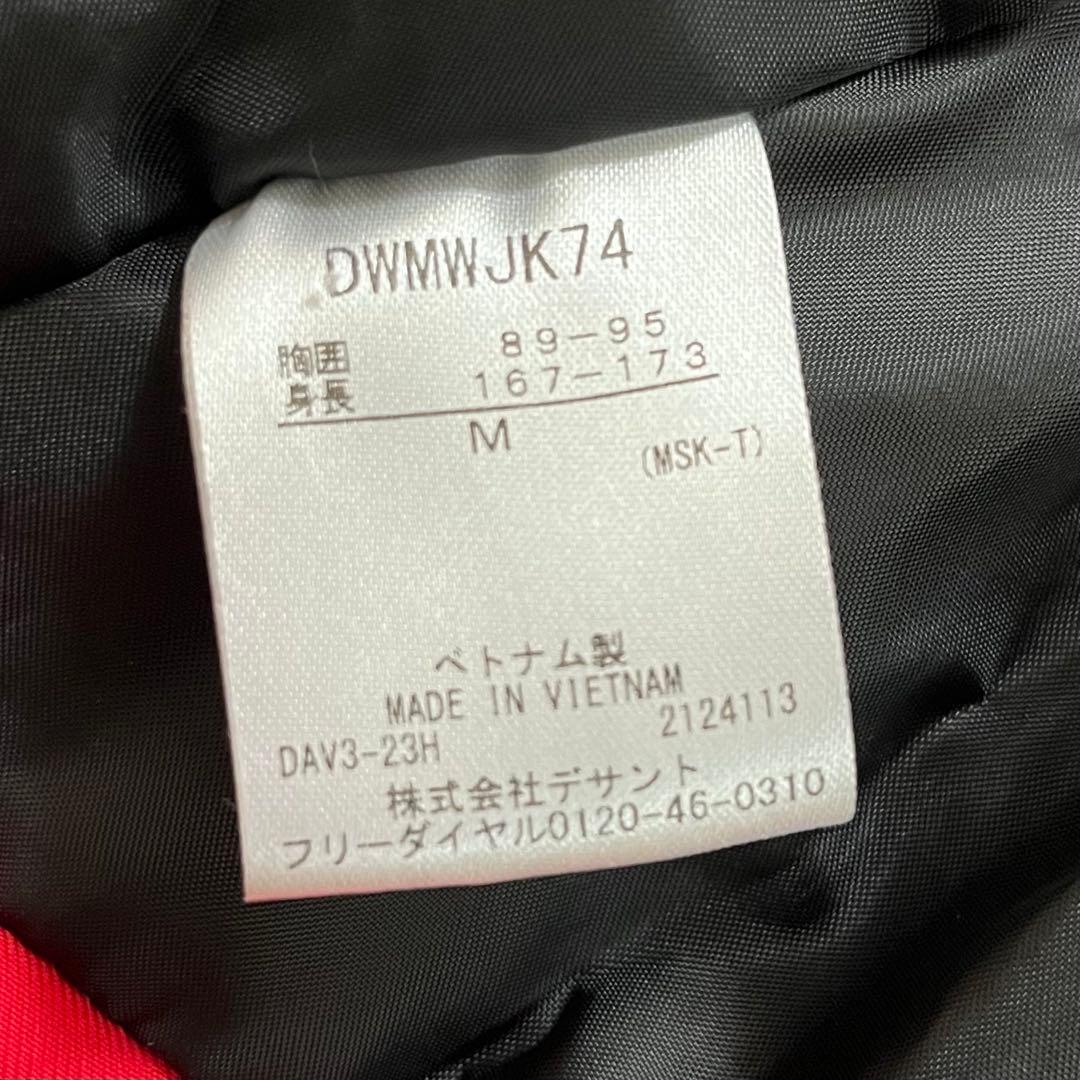 DWMWJK74
胸囲 89-95
身長 167-173
M
(MSK-T)
ベトナム製
MADE IN VIETNAM
DAV3-23H 2124113
株式会社デサント
フリーダイヤル0120-46-0310